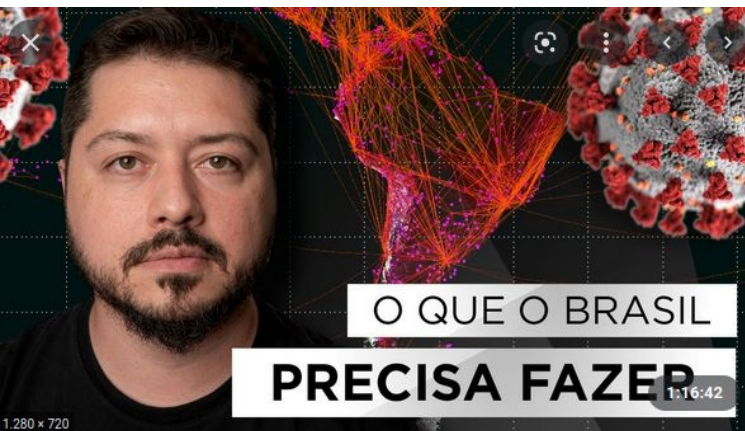 O QUE O BRASIL
PRECISA FAZER
1:16:42
1.280 × 720